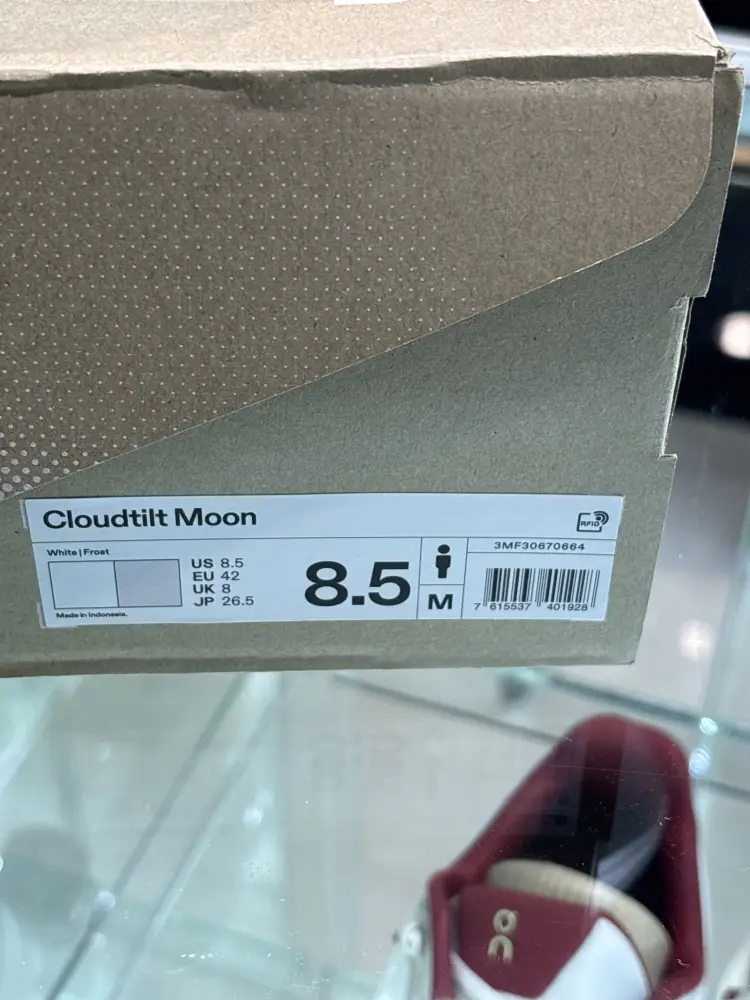 Cloudtilt Moon
RFID
White | Frost
US 8.5
EU 42
UK 8
JP 26.5
Made in Indonesia.
8.5
M
3MF30670664
7 615537 401928